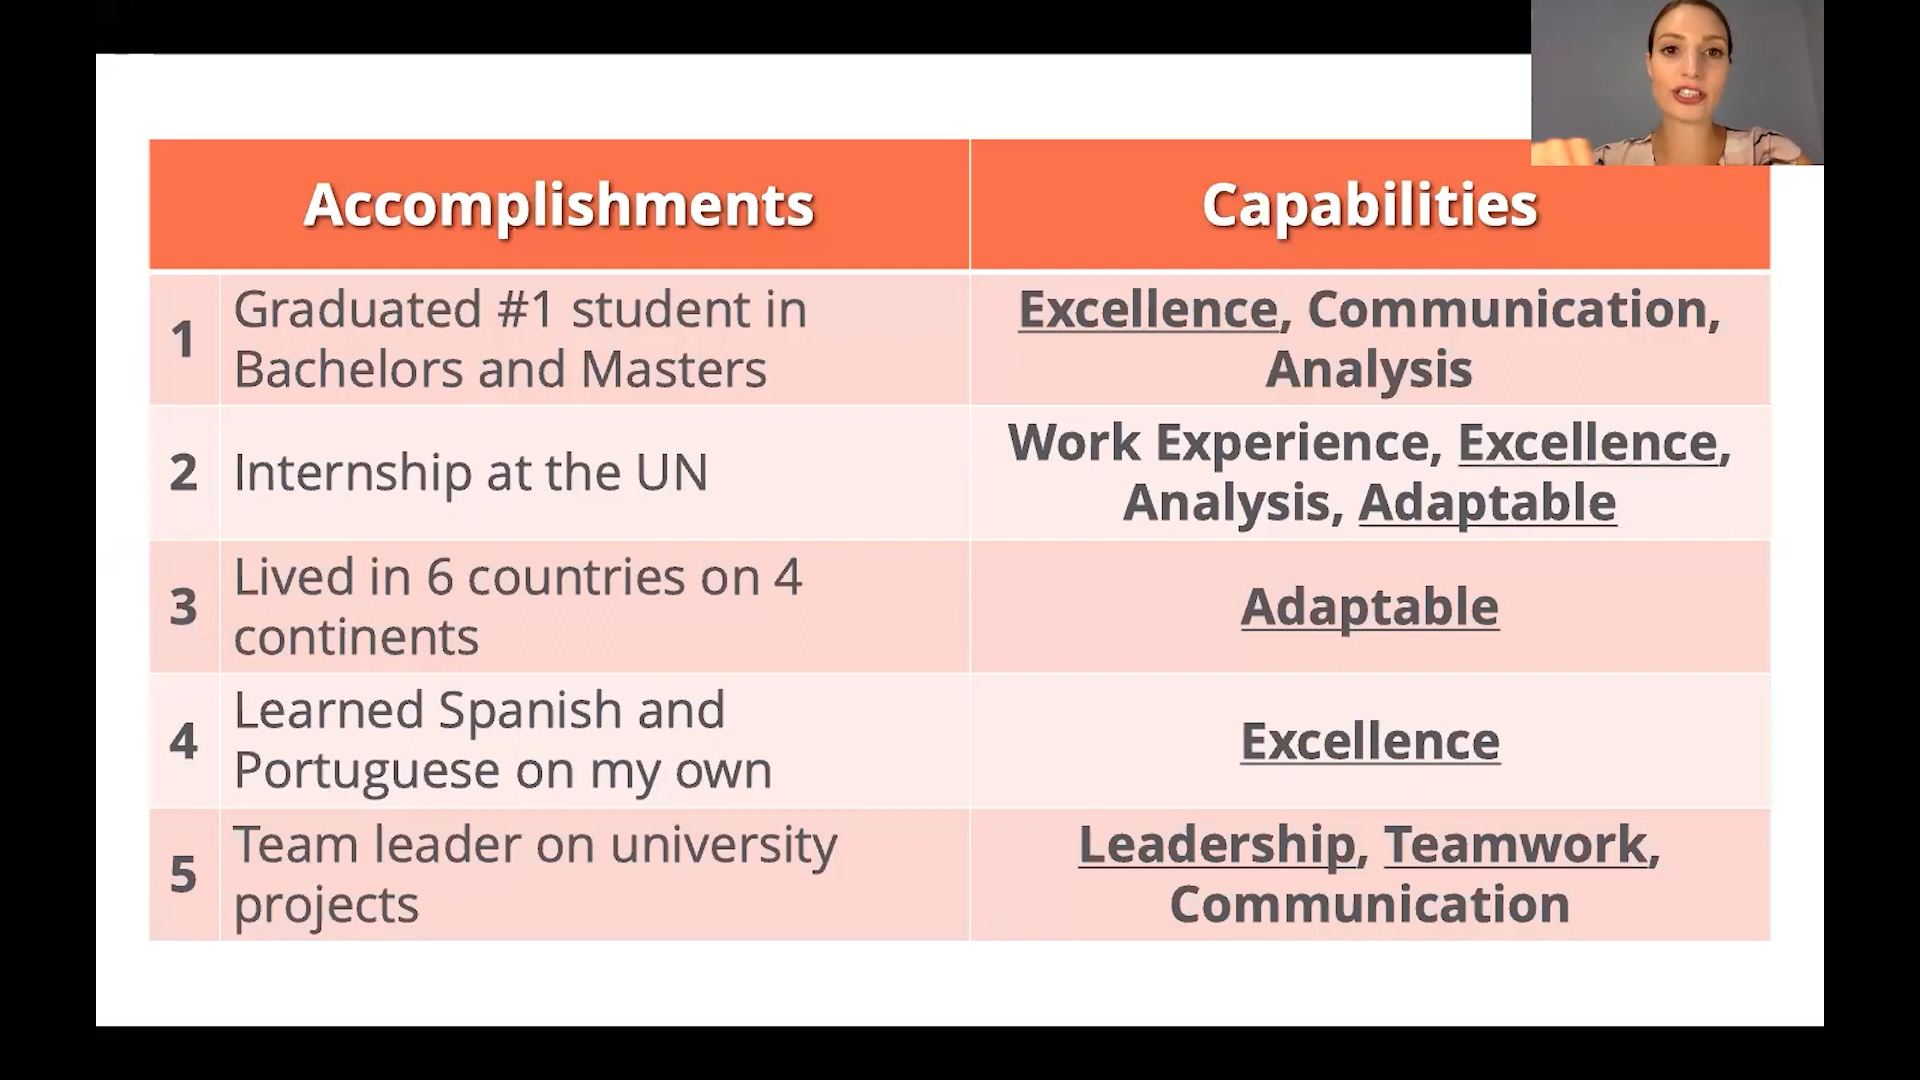 Accomplishments
Capabilities
1
Graduated #1 student in
Bachelors and Masters
Excellence, Communication,
Analysis
2
Internship at the UN
Work Experience, Excellence,
Analysis, Adaptable
3
Lived in 6 countries on 4
continents
Adaptable
4
Learned Spanish and
Portuguese on my own
Excellence
5
Team leader on university
projects
Leadership, Teamwork,
Communication